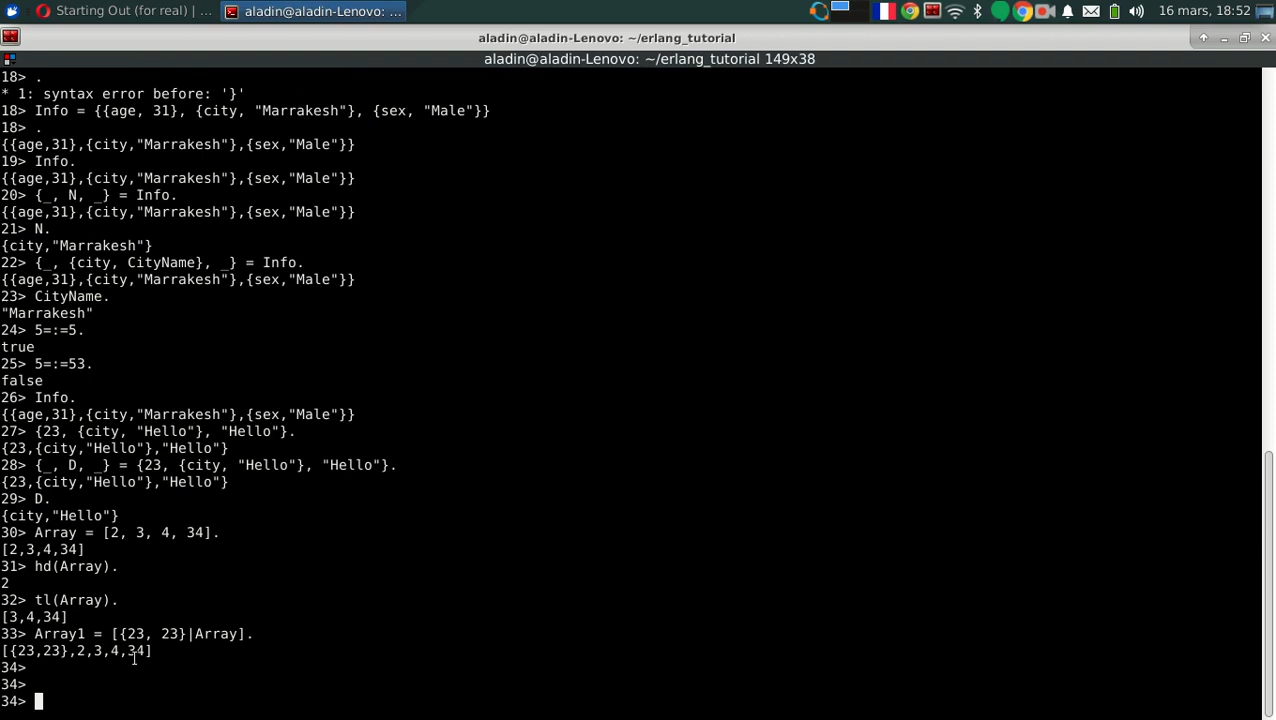 Starting Out (for real) | ...
aladin@aladin-Lenovo: ...
16 mars, 18:52
aladin@aladin-Lenovo: ~/erlang_tutorial
aladin@aladin-Lenovo: ~/erlang_tutorial 149x38
18> .
* 1: syntax error before: '}'
18> Info = {{age, 31}, {city, "Marrakesh"}, {sex, "Male"}}
18> .
{{age,31},{city,"Marrakesh"},{sex,"Male"}}
19> Info.
{{age,31},{city,"Marrakesh"},{sex,"Male"}}
20> {_, N, _} = Info.
{{age,31},{city,"Marrakesh"},{sex,"Male"}}
21> N.
{city,"Marrakesh"}
22> {_, {city, CityName}, _} = Info.
{{age,31},{city,"Marrakesh"},{sex,"Male"}}
23> CityName.
"Marrakesh"
24> 5=:=5.
true
25> 5=:=53.
false
26> Info.
{{age,31},{city,"Marrakesh"},{sex,"Male"}}
27> {23, {city, "Hello"}, "Hello"}.
{23,{city,"Hello"},"Hello"}
28> {_, D, _} = {23, {city, "Hello"}, "Hello"}.
{23,{city,"Hello"},"Hello"}
29> D.
{city,"Hello"}
30> Array = [2, 3, 4, 34].
[2,3,4,34]
31> hd(Array).
2
32> tl(Array).
[3,4,34]
33> Array1 = [{23, 23}|Array].
[{23,23},2,3,4,34]
34>
34>
34>